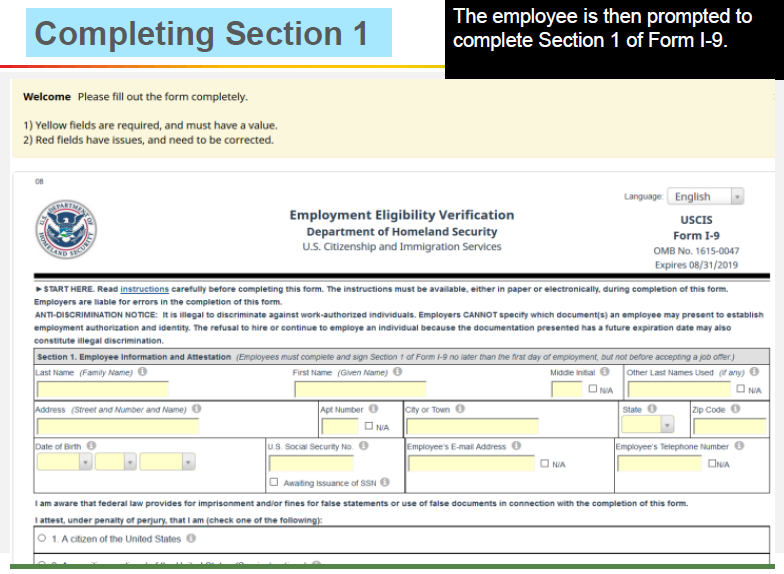 Completing Section 1
The employee is then prompted to
complete Section 1 of Form I-9.
Welcome Please fill out the form completely.
1) Yellow fields are required, and must have a value.
2) Red fields have issues, and need to be corrected.
08
Language: English
U.S. DEPARTMENT OF HOMELAND SECURITY
Employment Eligibility Verification
Department of Homeland Security
U.S. Citizenship and Immigration Services
USCIS
Form I-9
OMB No. 1615-0047
Expires 08/31/2019
►START HERE. Read instructions carefully before completing this form. The instructions must be available, either in paper or electronically, during completion of this form.
Employers are liable for errors in the completion of this form.
ANTI-DISCRIMINATION NOTICE: It is illegal to discriminate against work-authorized individuals. Employers CANNOT specify which document(s) an employee may present to establish
employment authorization and identity. The refusal to hire or continue to employe an individual because the documentation presented has a future expiration date may also
constitute illegal discrimination.
Section 1. Employee Information and Attestation (Employees must complete and sign Section 1 of Form I-9 no later than the first day of employment, but not before accepting a job offer.)
Last Name (Family Name) First Name (Given Name) Middle Initial Other Last Names Used (if any)
N/A N/A
Address (Street and Number and Name) Apt Number City or Town State Zip Code
N/A
Date of Birth U.S. Social Security No. Employee's E-mail Address Employee's Telephone Number
N/A N/A
Awaiting Issuance of SSN
I am aware that federal law provides for imprisonment and/or fines for false statements or use of false documents in connection with the completion of this form.
I attest, under penalty of perjury, that I am (check one of the following):
1. A citizen of the United States